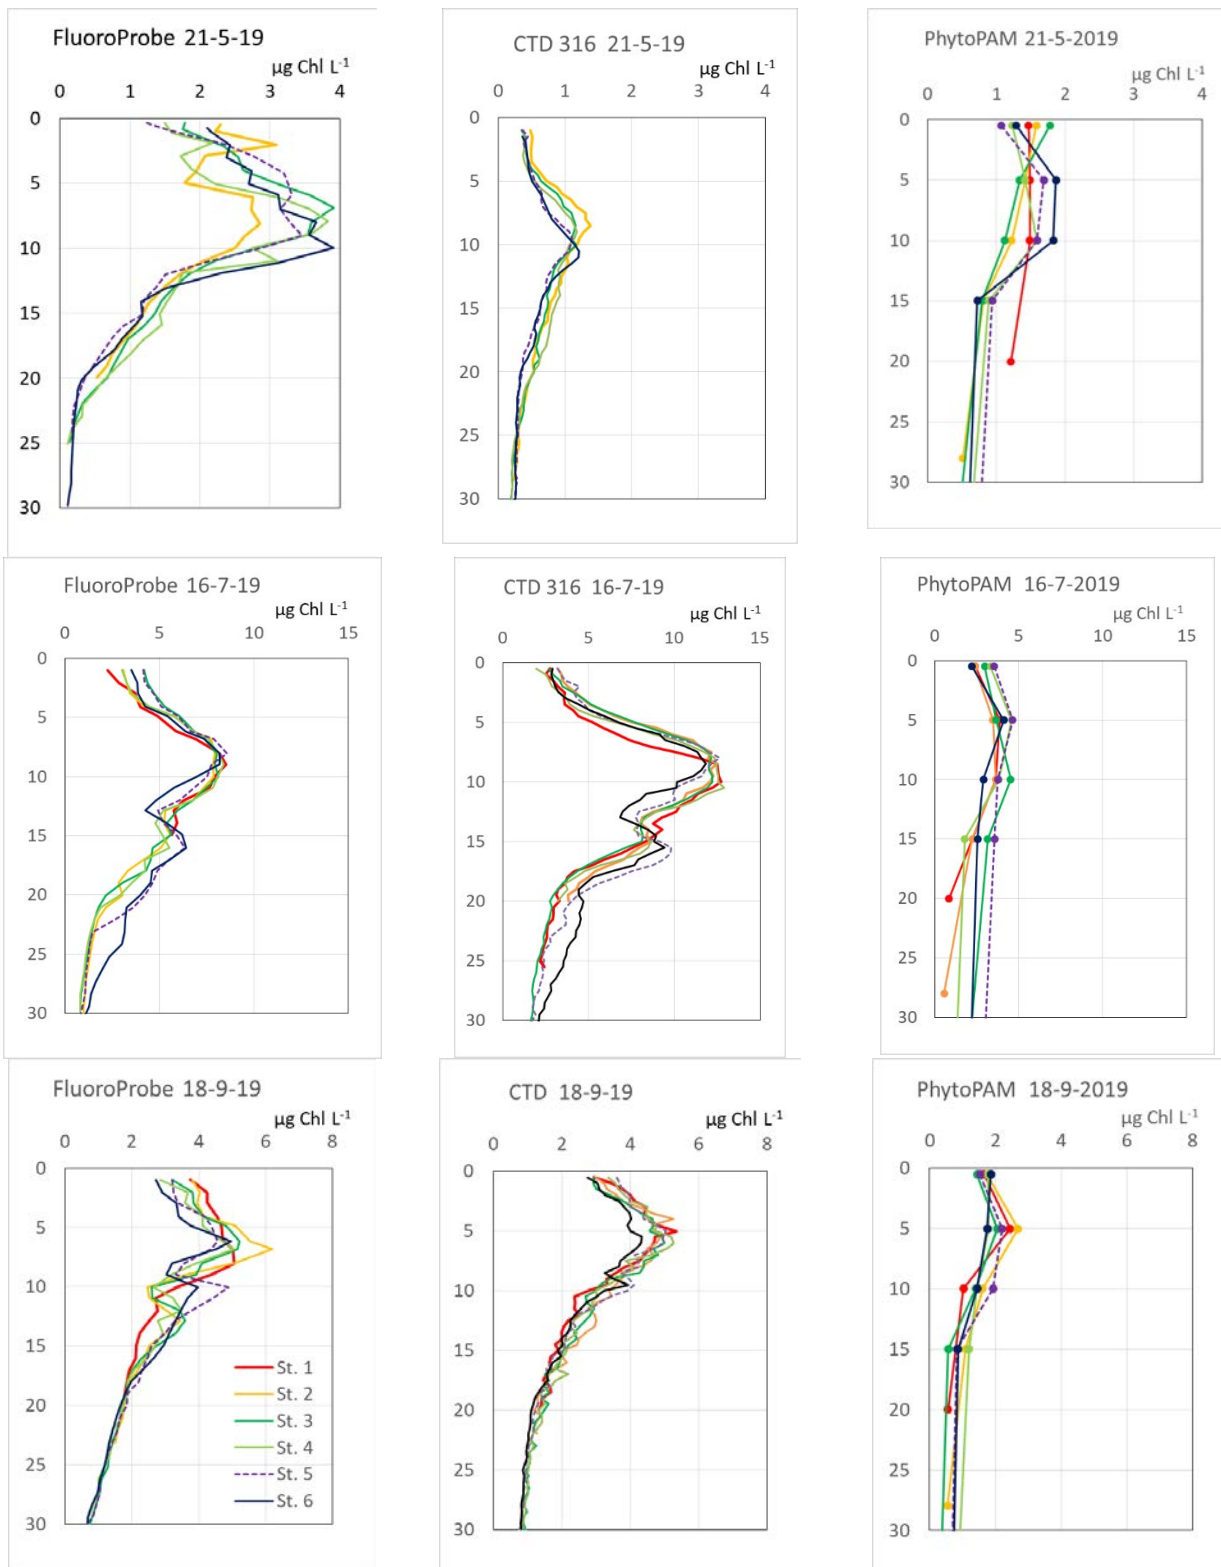 FluoroProbe 21-5-19
µg Chl L-1
0 1 2 3 4
0
5
10
15
20
25
30
CTD 316 21-5-19
µg Chl L-1
0 1 2 3 4
0
5
10
15
20
25
30
PhytoPAM 21-5-2019
µg Chl L-1
0 1 2 3 4
0
5
10
15
20
25
30
FluoroProbe 16-7-19
µg Chl L-1
0 5 10 15
0
5
10
15
20
25
30
CTD 316 16-7-19
µg Chl L-1
0 5 10 15
0
5
10
15
20
25
30
PhytoPAM 16-7-2019
µg Chl L-1
0 5 10 15
0
5
10
15
20
25
30
FluoroProbe 18-9-19
µg Chl L-1
0 2 4 6 8
0
5
10
15
20
25
30
St. 1
St. 2
St. 3
St. 4
St. 5
St. 6
CTD 18-9-19
µg Chl L-1
0 2 4 6 8
0
5
10
15
20
25
30
PhytoPAM 18-9-2019
µg Chl L-1
0 2 4 6 8
0
5
10
15
20
25
30